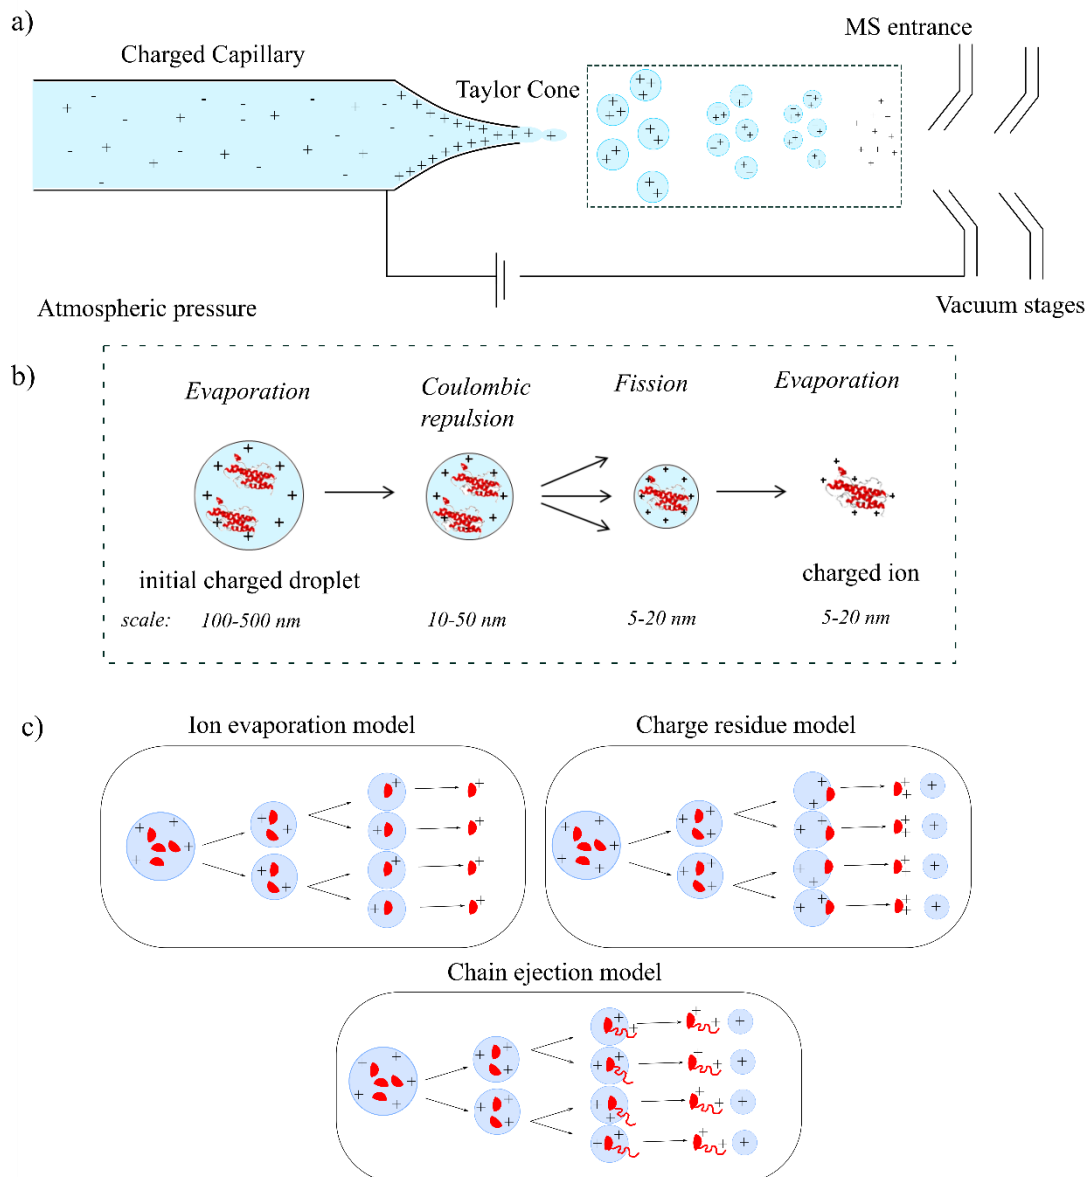 a)
MS entrance
Charged Capillary
Taylor Cone
Atmospheric pressure
Vacuum stages
b)
Evaporation
Coulombic
repulsion
Fission
Evaporation
initial charged droplet
charged ion
scale: 100-500 nm 10-50 nm 5-20 nm 5-20 nm
c)
Ion evaporation model
Charge residue model
Chain ejection model